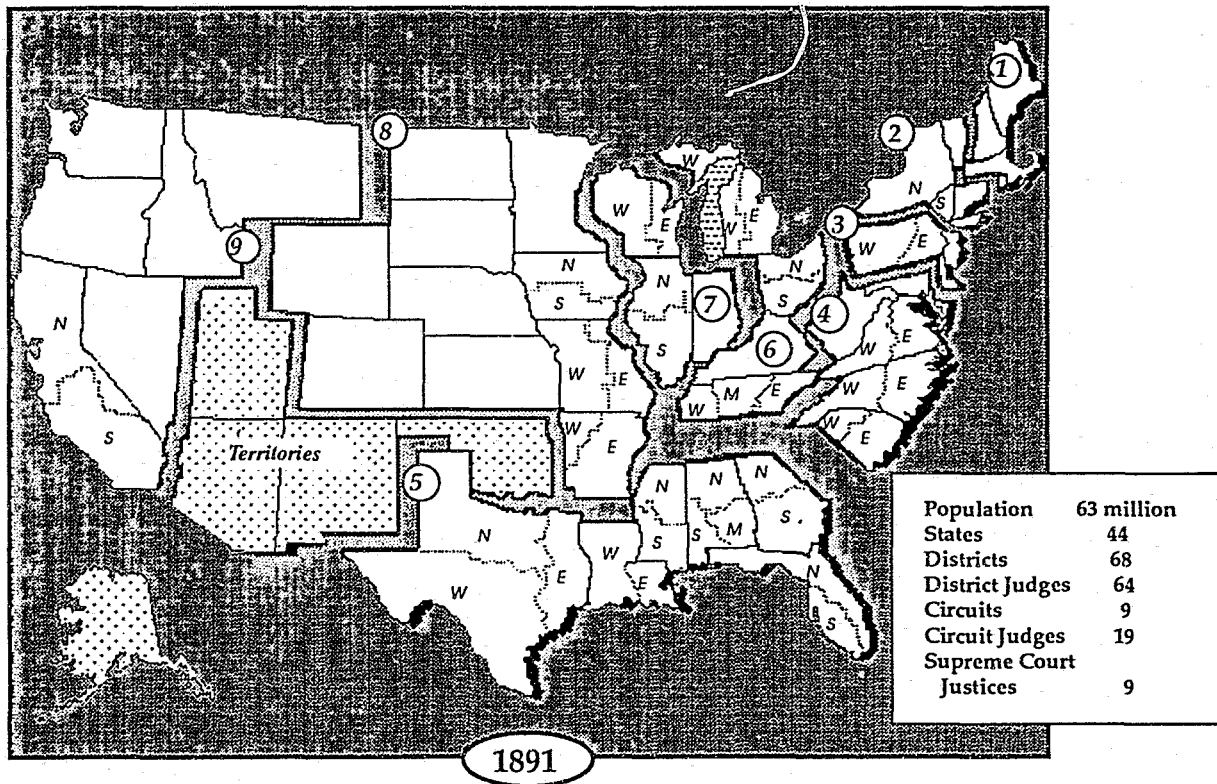 1
8
2
W
N
W
E
W
E
S
E
3
W
E
9
N
S
N
S
N
S
N
S
7
4
6
W
E
W
E
W
M
E
W
E
W
E
W
E
N
S
Territories
5
N
W
E
W
E
N
S
N
S
M
N
S
N
S
Population 63 million
States 44
Districts 68
District Judges 64
Circuits 9
Circuit Judges 19
Supreme Court
Justices 9
1891